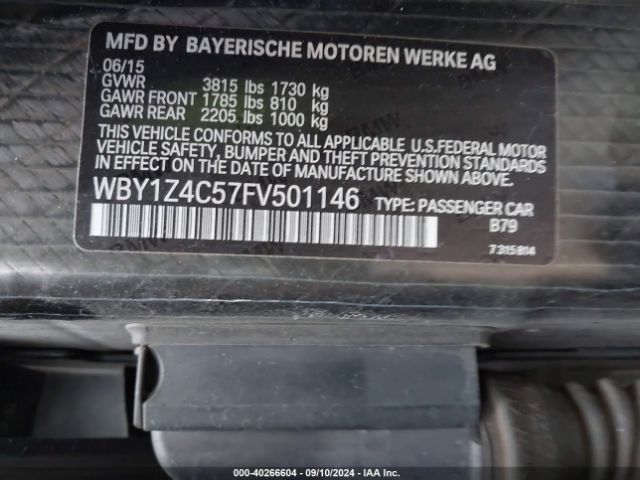 MFD BY BAYERISCHE MOTOREN WERKE AG
06/15
GVWR 3815 lbs 1730 kg
GAWR FRONT 1785 lbs 810 kg
GAWR REAR 2205 lbs 1000 kg
THIS VEHICLE CONFORMS TO ALL APPLICABLE U.S.FEDERAL MOTOR
VEHICLE SAFETY, BUMPER, AND THEFT PREVENTION STANDARDS
IN EFFECT ON THE DATE OF MANUFACTURE SHOWN ABOVE.
WBY1Z4C57FV501146 TYPE: PASSENGER CAR
B79
7 315 814
000-40266604 - 09/10/2024 - IAA Inc.